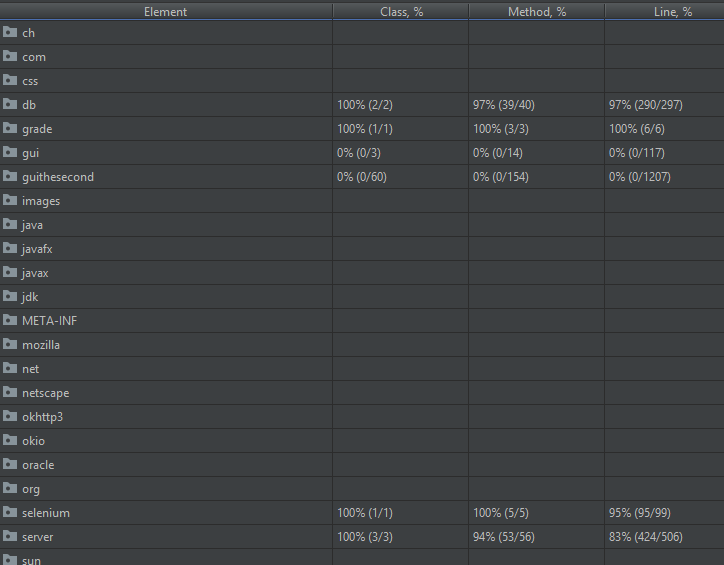 Element Class, % Method, % Line, %
ch
com
css
db 100% (2/2) 97% (39/40) 97% (290/297)
grade 100% (1/1) 100% (3/3) 100% (6/6)
gui 0% (0/3) 0% (0/14) 0% (0/117)
guithesecond 0% (0/60) 0% (0/154) 0% (0/1207)
images
java
javafx
javax
jdk
META-INF
mozilla
net
netscape
okhttp3
okio
oracle
org
selenium 100% (1/1) 100% (5/5) 95% (95/99)
server 100% (3/3) 94% (53/56) 83% (424/506)
sun